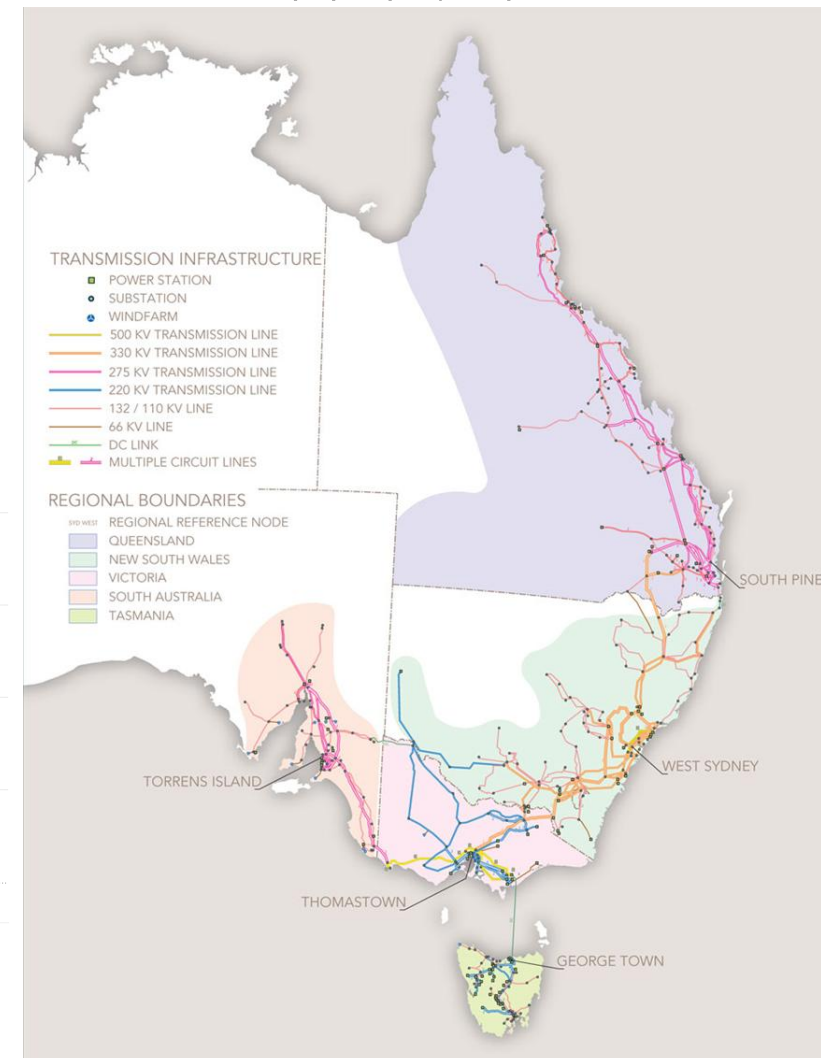 TRANSMISSION INFRASTRUCTURE
POWER STATION
SUBSTATION
WINDFARM
500 KV TRANSMISSION LINE
330 KV TRANSMISSION LINE
275 KV TRANSMISSION LINE
220 KV TRANSMISSION LINE
132 / 110 KV LINE
66 KV LINE
DC LINK
MULTIPLE CIRCUIT LINES
REGIONAL BOUNDARIES
SYD WEST REGIONAL REFERENCE NODE
QUEENSLAND
NEW SOUTH WALES
VICTORIA
SOUTH AUSTRALIA
TASMANIA
SOUTH PINE
WEST SYDNEY
TORRENS ISLAND
THOMASTOWN
GEORGE TOWN